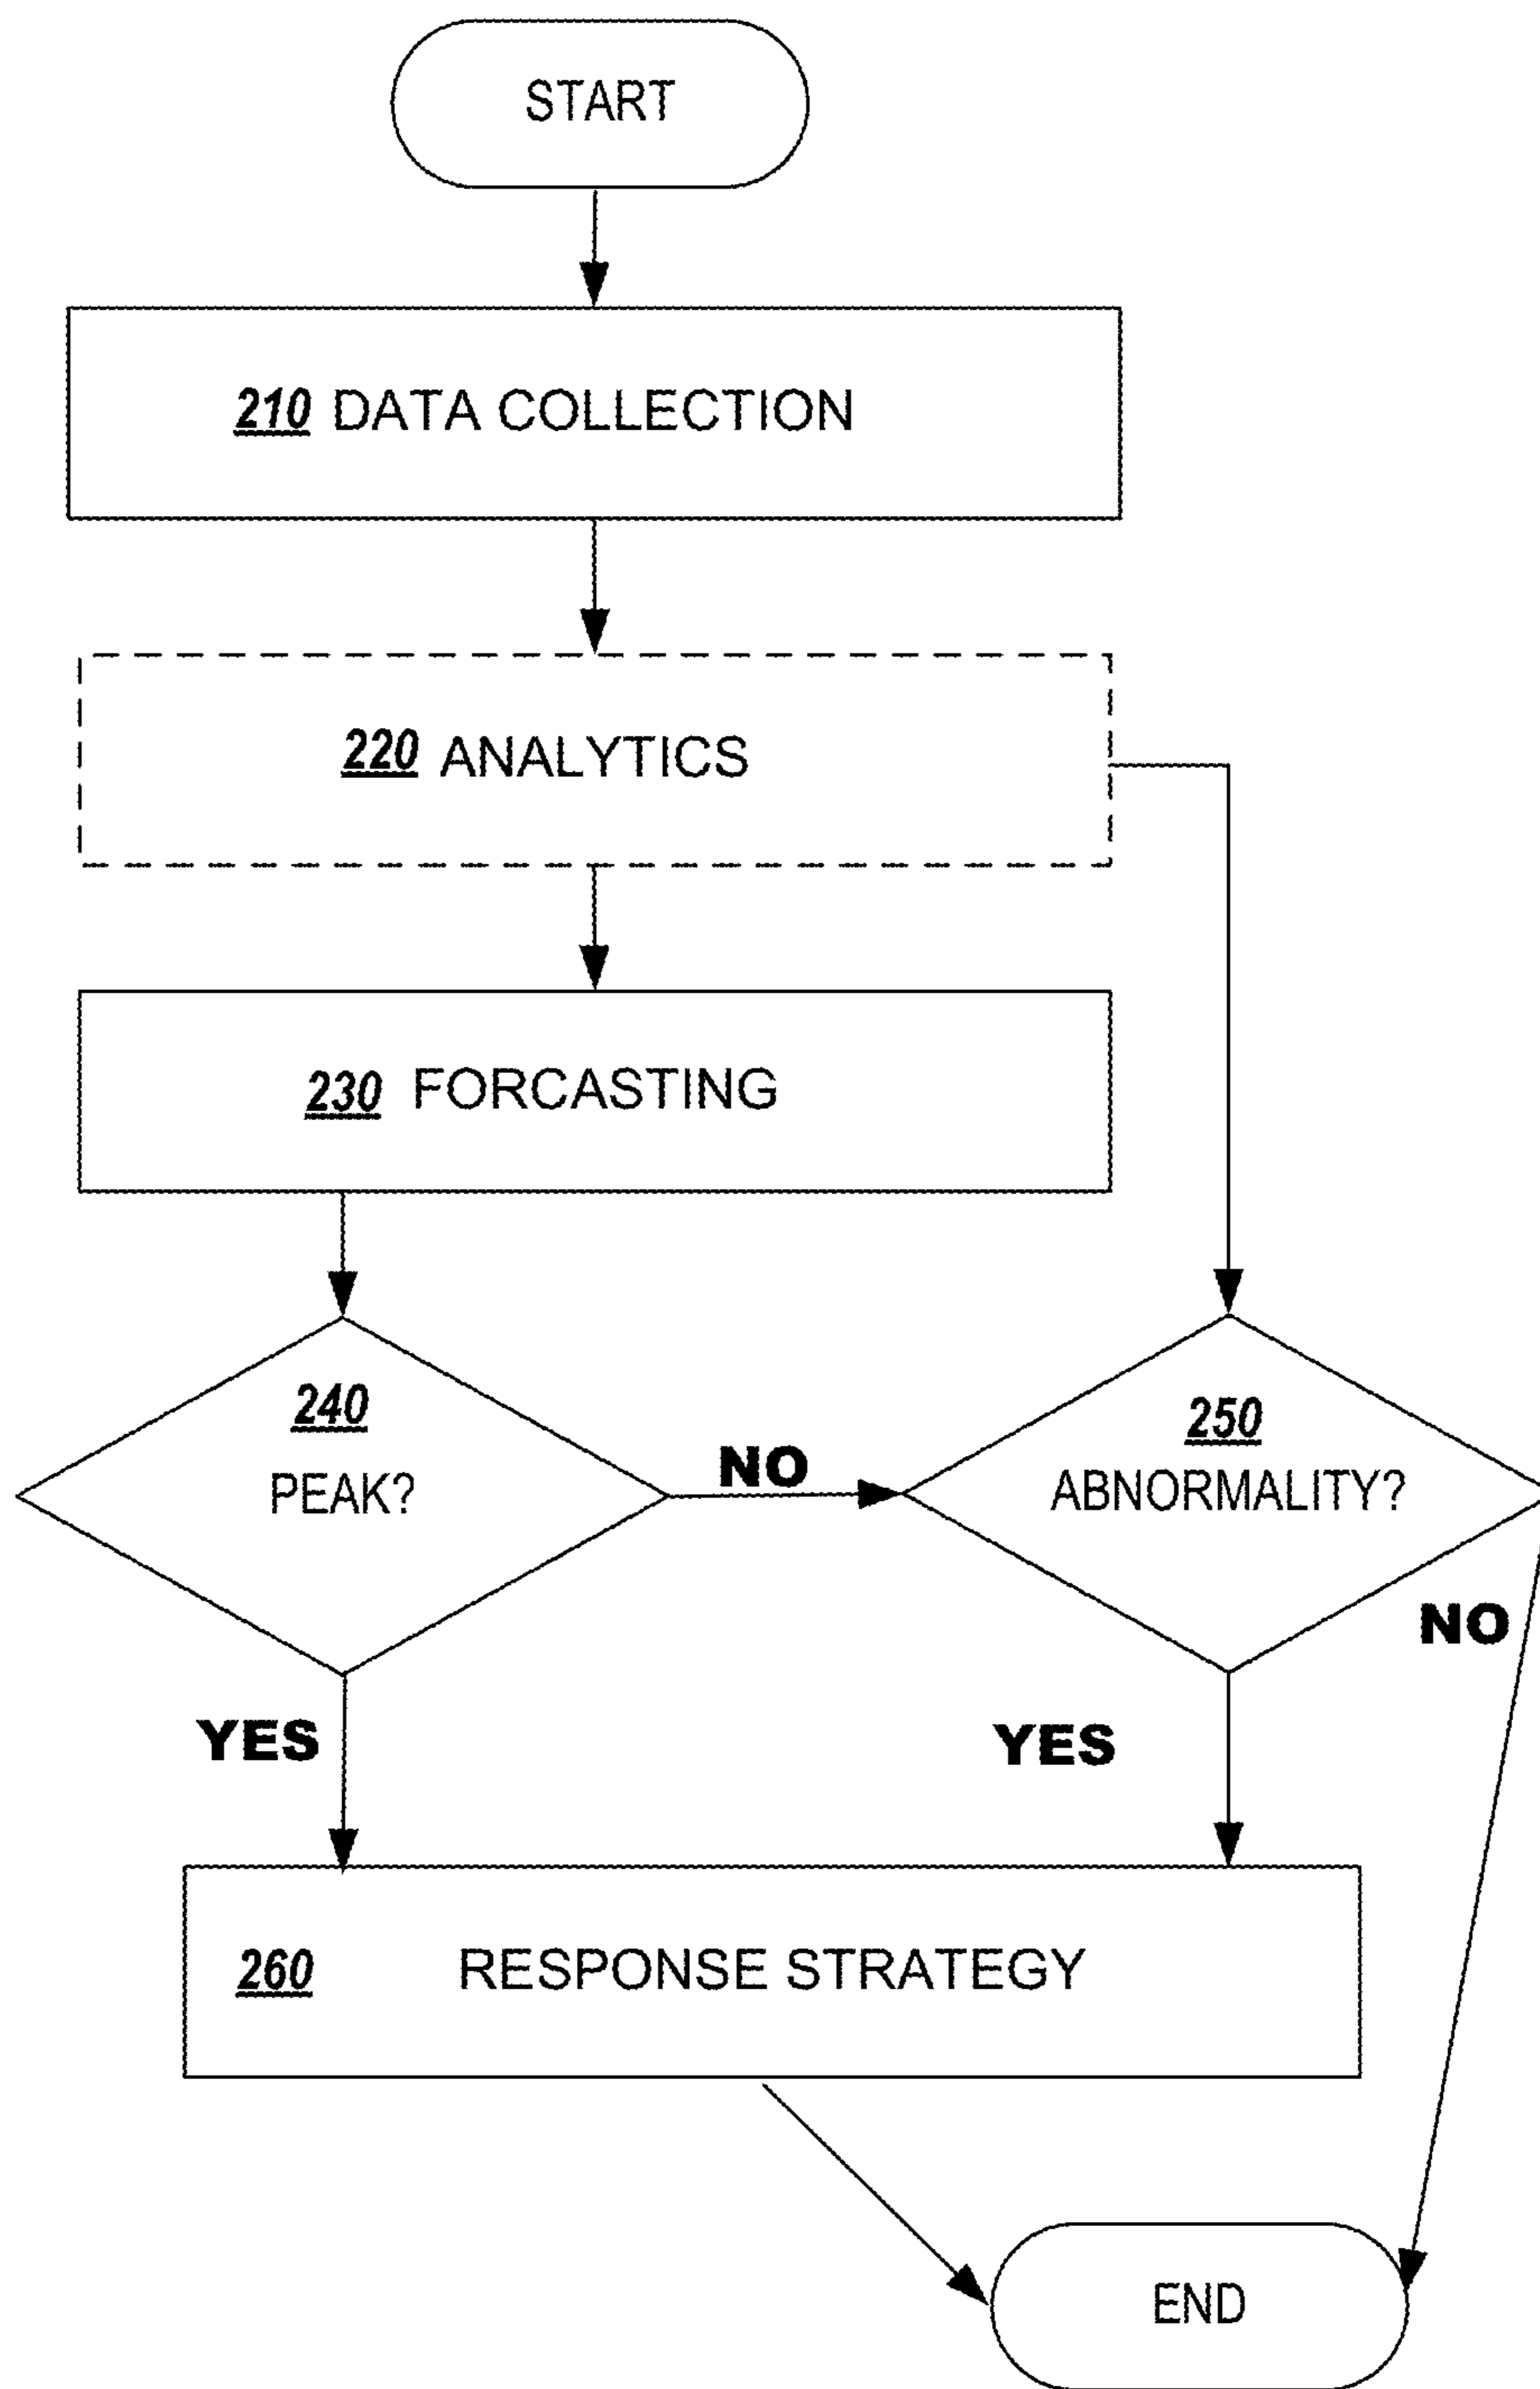 START
210 DATA COLLECTION
220 ANALYTICS
230 FORCASTING
240
PEAK?
NO
250
ABNORMALITY?
NO
YES
YES
260 RESPONSE STRATEGY
END